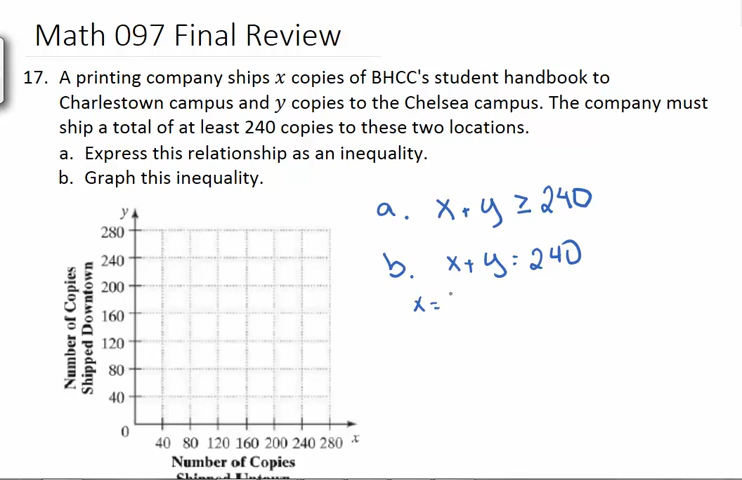 Math 097 Final Review
17. A printing company ships x copies of BHCC's student handbook to
Charlestown campus and y copies to the Chelsea campus. The company must
ship a total of at least 240 copies to these two locations.
a. Express this relationship as an inequality.
b. Graph this inequality.
a. x + y ≥ 240
b. x + y = 240
x =
y
280
240
200
160
120
80
40
0
40 80 120 160 200 240 280 x
Number of Copies
Shipped Downtown
Number of Copies
Shipped Uptown